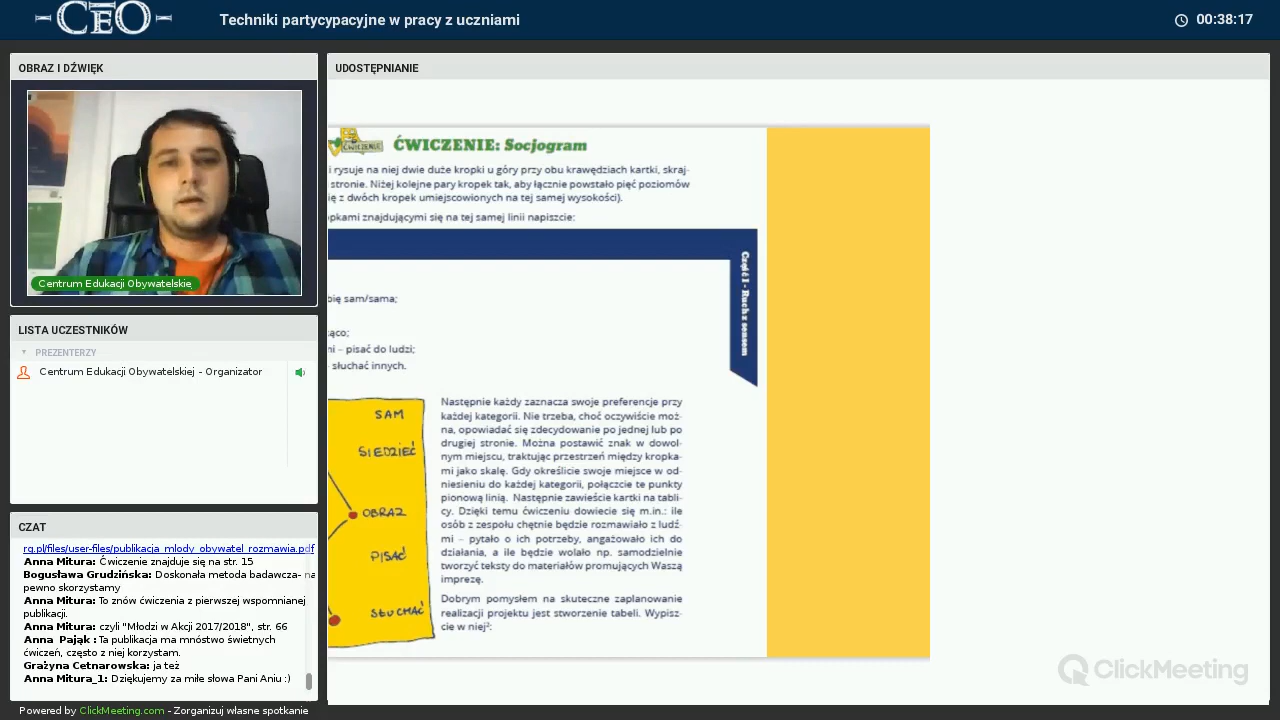 CEO
Techniki partycypacyjne w pracy z uczniami
00:38:17
OBRAZ I DŹWIĘK
Centrum Edukacji Obywatelskie
LISTA UCZESTNIKÓW
PREZENTERZY
Centrum Edukacji Obywatelskiej - Organizator
CZAT
rg.pl/files/user-files/publikacja_mlody_obywatel_rozmawia.pdf
Anna Mitura: Ćwiczenie znajduje się na str. 15
Bogusława Grudzińska: Doskonała metoda badawcza- na
pewno skorzystamy
Anna Mitura: To znów ćwiczenia z pierwszej wspomnianej
publikacji.
Anna Mitura: czyli "Młodzi w Akcji 2017/2018", str. 66
Anna Pająk : Ta publikacja ma mnóstwo świetnych
ćwiczeń, często z niej korzystam.
Grażyna Cetnarowska: ja też
Anna Mitura_1: Dziękujemy za miłe słowa Pani Aniu :)
Powered by ClickMeeting.com - Zorganizuj własne spotkanie
UDOSTĘPNIANIE
ĆWICZENIE
ĆWICZENIE: Socjogram
i rysuje na niej dwie duże kropki u góry przy obu krawędziach kartki, skraj-
stronie. Niżej kolejne pary kropek tak, aby łącznie powstało pięć poziomów
ię z dwóch kropek umiejscowionych na tej samej wysokości).
opkami znajdującymi się na tej samej linii napiszcie:
Część I - Ruch z sensem
bię sam/sama;
ąco;
ni – pisać do ludzi;
– słuchać innych.
SAM
SIEDZIEĆ
OBRAZ
PISAĆ
SŁUCHAĆ
Następnie każdy zaznacza swoje preferencje przy
każdej kategorii. Nie trzeba, choć oczywiście moż-
na, opowiadać się zdecydowanie po jednej lub po
drugiej stronie. Można postawić znak w dowol-
nym miejscu, traktując przestrzeń między kropka-
mi jako skalę. Gdy określicie swoje miejsce w od-
niesieniu do każdej kategorii, połączcie te punkty
pionową linią. Następnie zawieście kartki na tabli-
cy. Dzięki temu ćwiczeniu dowiecie się m.in.: ile
osób z zespołu chętnie będzie rozmawiało z ludź-
mi – pytało o ich potrzeby, angażowało ich do
działania, a ile będzie wolało np. samodzielnie
tworzyć teksty do materiałów promujących Waszą
imprezę.
Dobrym pomysłem na skuteczne zaplanowanie
realizacji projektu jest stworzenie tabeli. Wypisz-
cie w niej²:
ClickMeeting